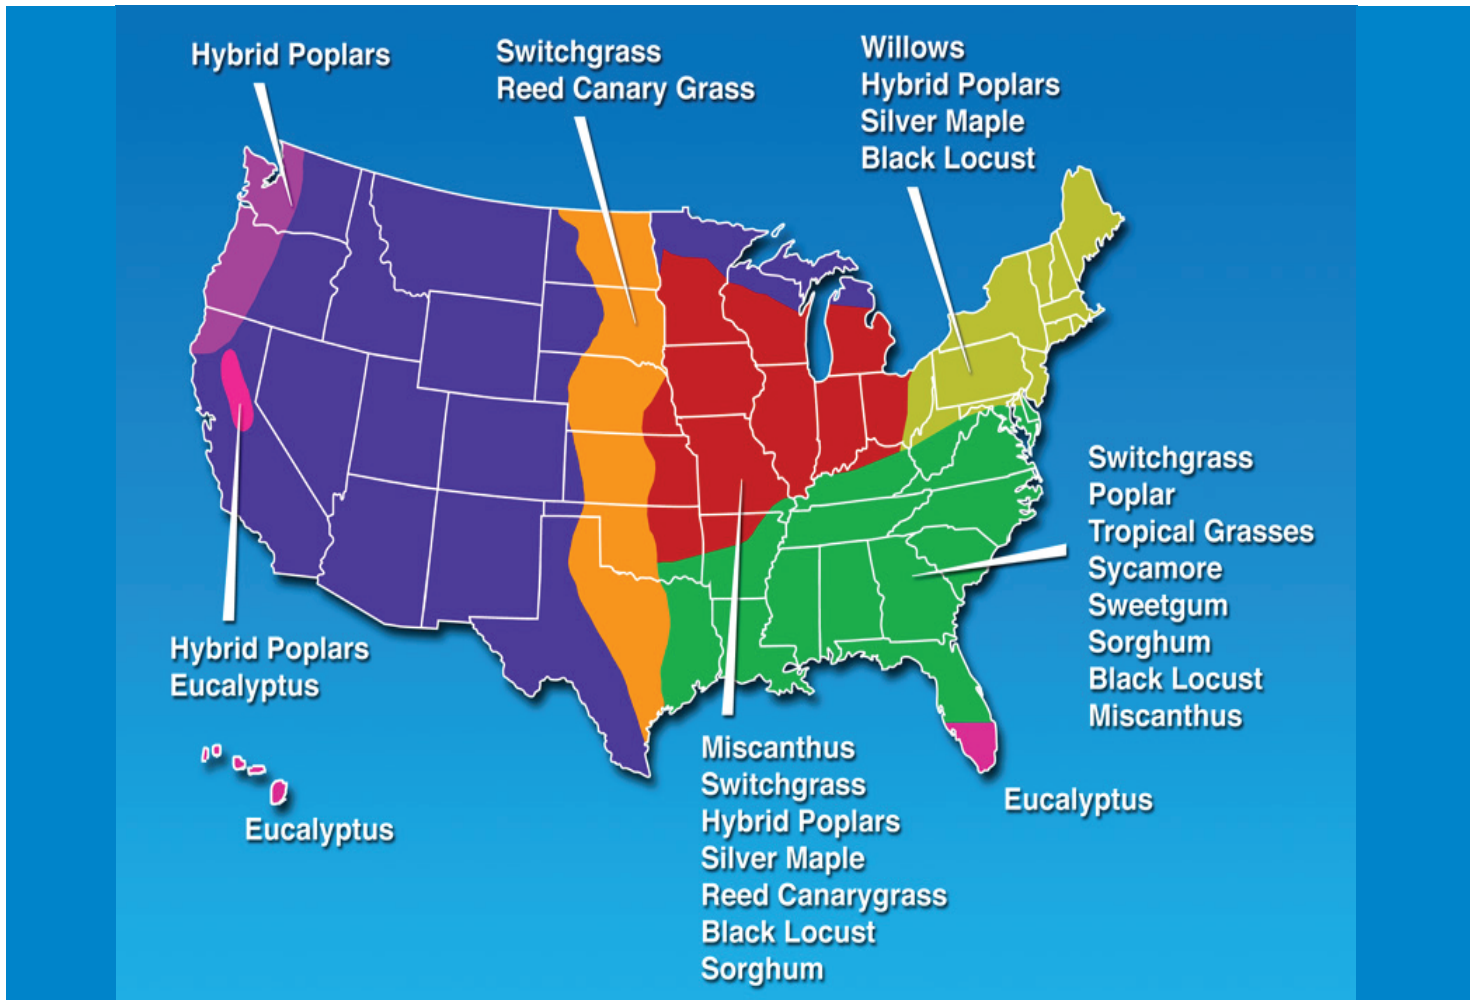 Hybrid Poplars
Switchgrass
Reed Canary Grass
Willows
Hybrid Poplars
Silver Maple
Black Locust
Switchgrass
Poplar
Tropical Grasses
Sycamore
Sweetgum
Sorghum
Black Locust
Miscanthus
Hybrid Poplars
Eucalyptus
Eucalyptus
Miscanthus
Switchgrass
Hybrid Poplars
Silver Maple
Reed Canarygrass
Black Locust
Sorghum
Eucalyptus